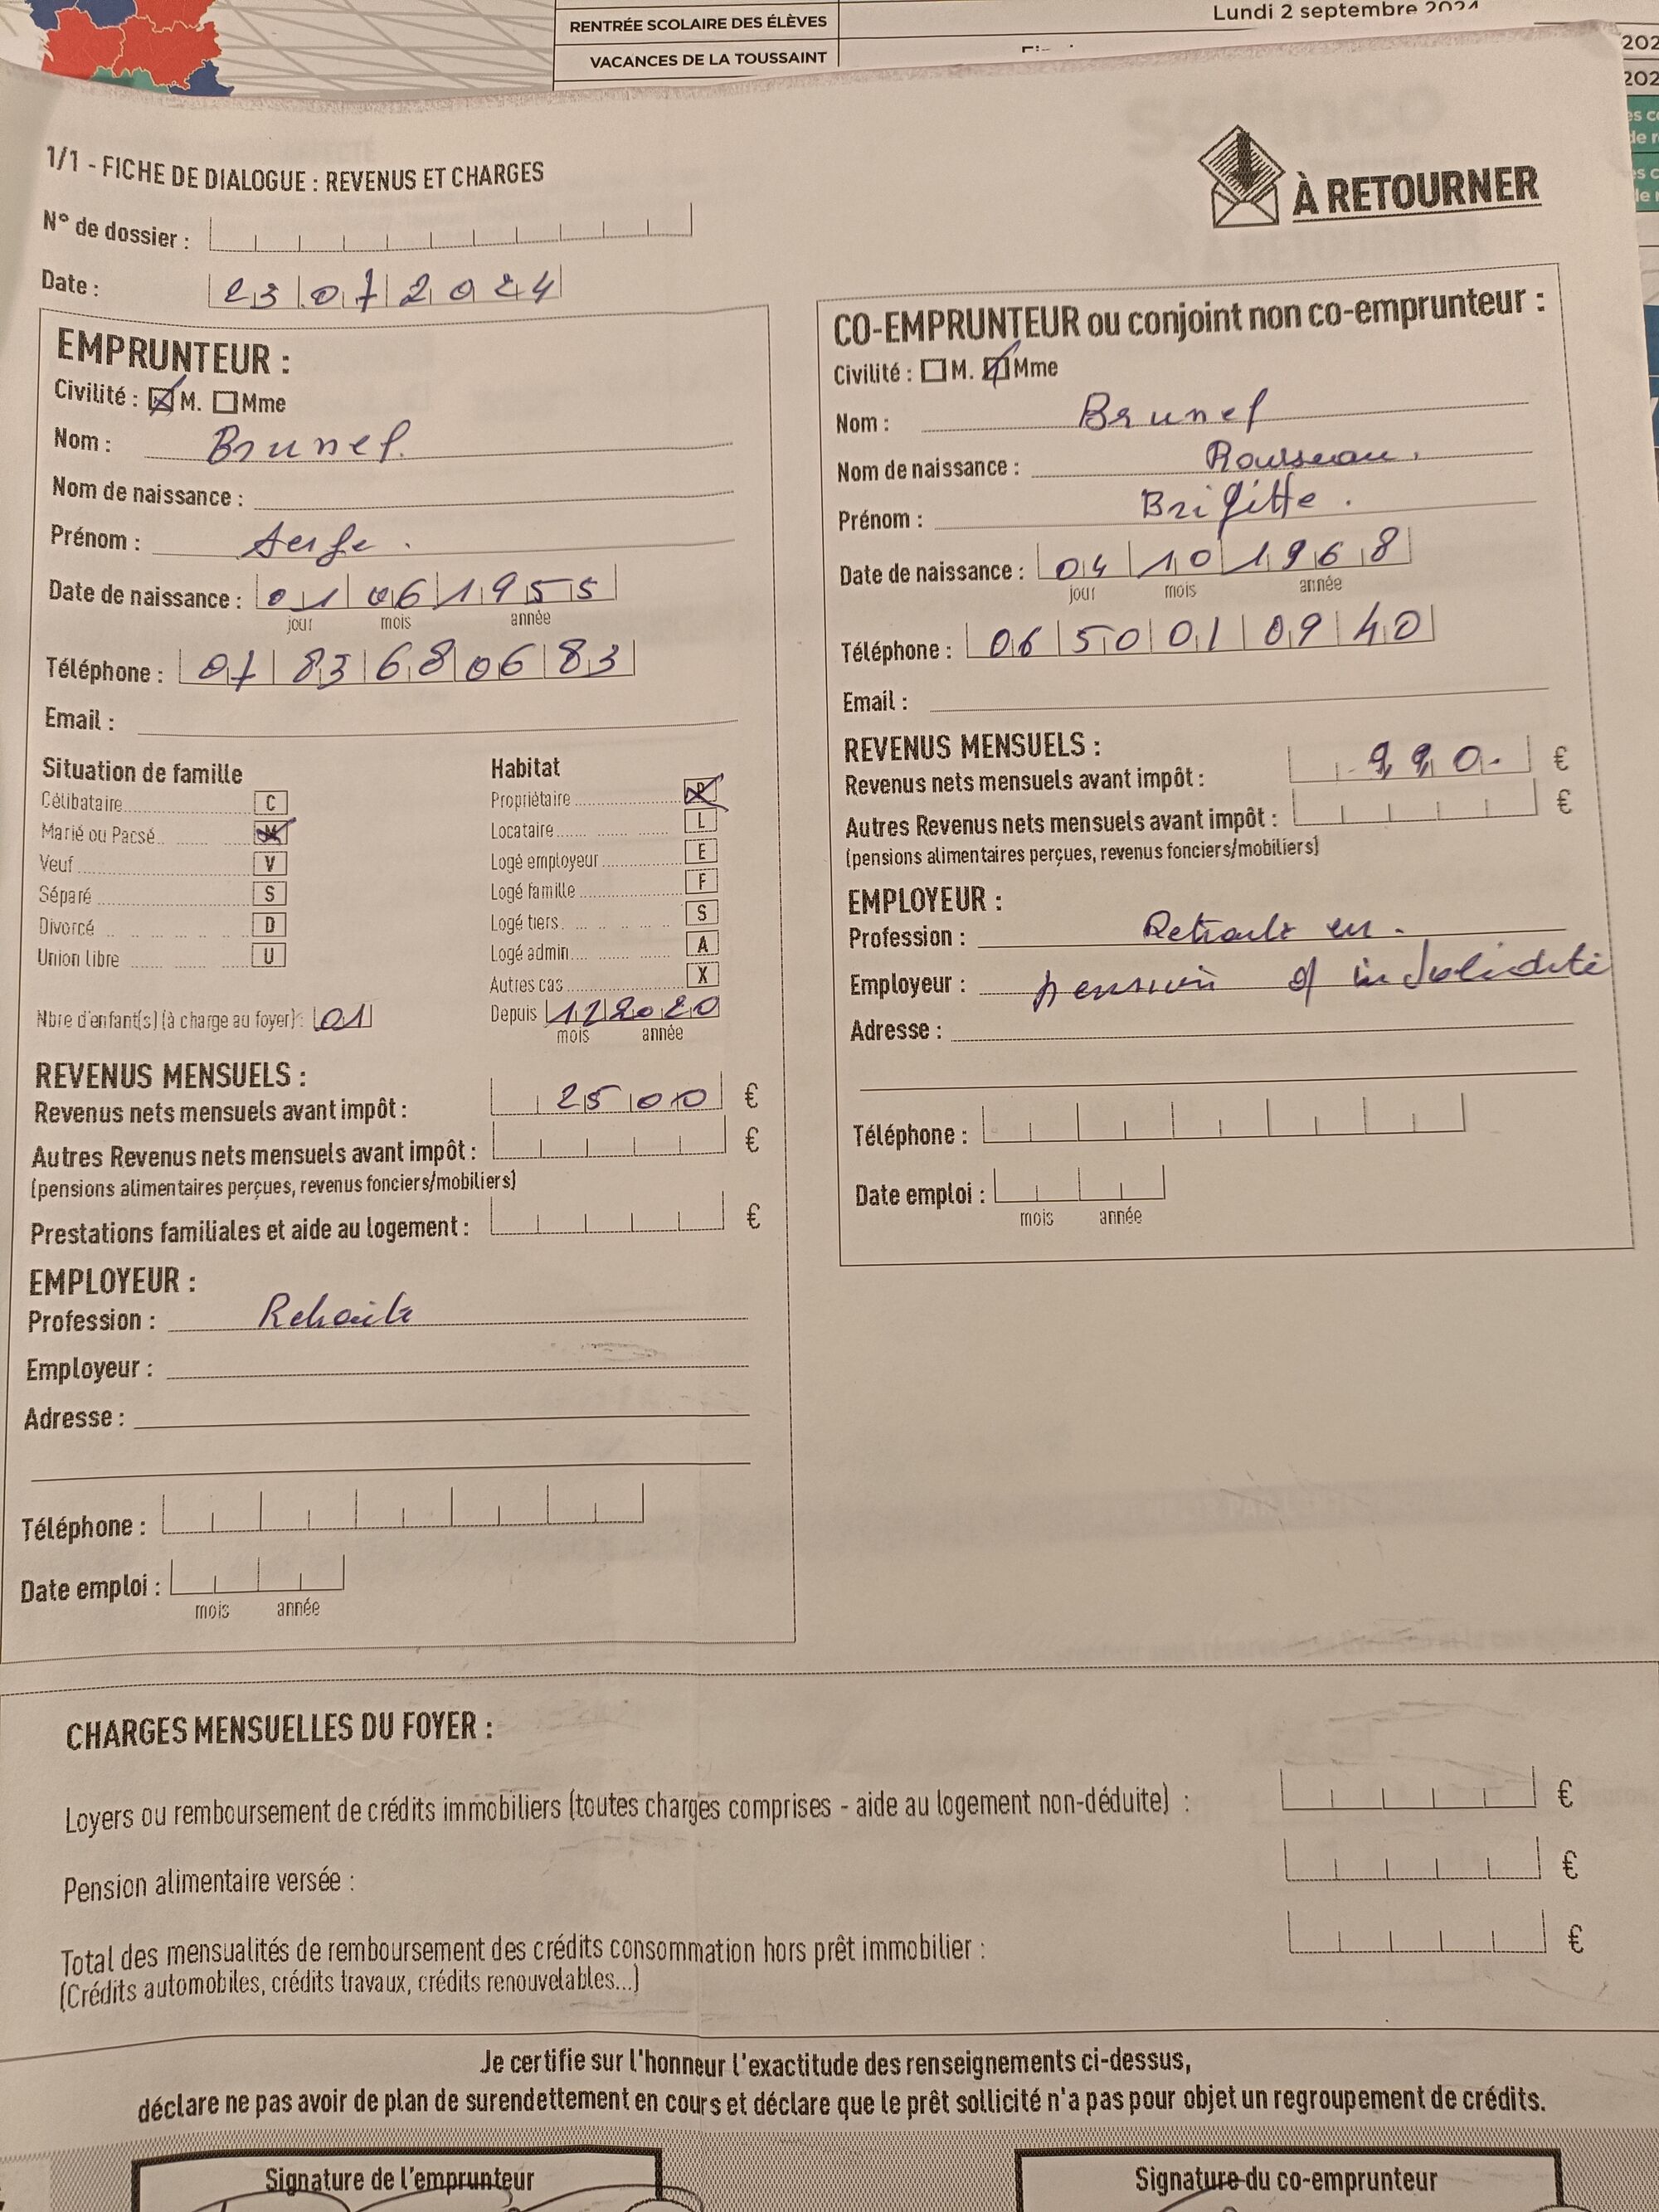 RENTRÉE SCOLAIRE DES ÉLÈVES
Lundi 2 septembre 2024
VACANCES DE LA TOUSSAINT
1/1 - FICHE DE DIALOGUE : REVENUS ET CHARGES
À RETOURNER
N° de dossier :
Date : 23 07 2024
EMPRUNTEUR :
Civilité : M. Mme
Nom : Brunel
Nom de naissance :
Prénom : Serge
Date de naissance : 01 06 1955
jour mois année
Téléphone : 07 83 68 06 83
Email :
Situation de famille
Célibataire C
Marié ou Pacsé M
Veuf V
Séparé S
Divorcé D
Union libre U
Nbre d'enfant(s) (à charge au foyer) : 01
Habitat
Propriétaire P
Locataire L
Logé employeur E
Logé famille F
Logé tiers S
Logé admin A
Autres cas X
Depuis 12 2020
mois année
REVENUS MENSUELS :
Revenus nets mensuels avant impôt : 2500 €
Autres Revenus nets mensuels avant impôt : €
(pensions alimentaires perçues, revenus fonciers/mobiliers)
Prestations familiales et aide au logement : €
EMPLOYEUR :
Profession : Retraite
Employeur :
Adresse :
Téléphone :
Date emploi :
mois année
CO-EMPRUNTEUR ou conjoint non co-emprunteur :
Civilité : M. Mme
Nom : Brunel
Nom de naissance : Rousseau
Prénom : Brigitte
Date de naissance : 04 10 1968
jour mois année
Téléphone : 06 50 01 09 40
Email :
REVENUS MENSUELS :
Revenus nets mensuels avant impôt : 990 €
Autres Revenus nets mensuels avant impôt : €
(pensions alimentaires perçues, revenus fonciers/mobiliers)
EMPLOYEUR :
Profession : Retraite en
Employeur : pension d'invalidité
Adresse :
Téléphone :
Date emploi :
mois année
CHARGES MENSUELLES DU FOYER :
Loyers ou remboursement de crédits immobiliers (toutes charges comprises - aide au logement non-déduite) : €
Pension alimentaire versée : €
Total des mensualités de remboursement des crédits consommation hors prêt immobilier : €
(Crédits automobiles, crédits travaux, crédits renouvelables...)
Je certifie sur l'honneur l'exactitude des renseignements ci-dessus,
déclare ne pas avoir de plan de surendettement en cours et déclare que le prêt sollicité n'a pas pour objet un regroupement de crédits.
Signature de l'emprunteur
Signature du co-emprunteur